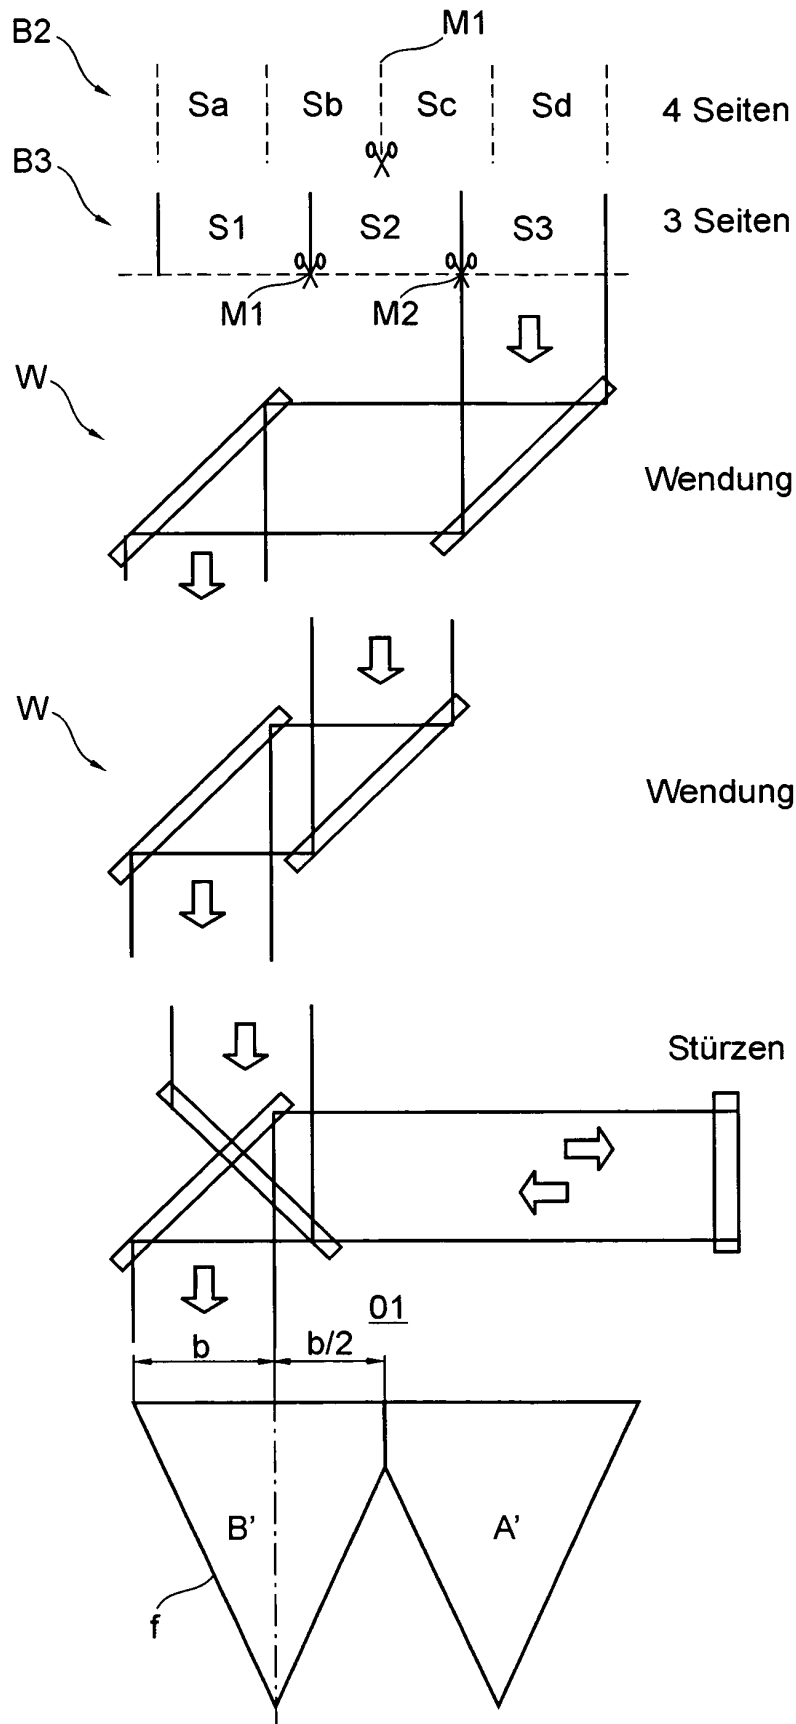 B2
M1
Sa Sb Sc Sd 4 Seiten
B3
S1 S2 S3 3 Seiten
M1 M2
W
Wendung
W
Wendung
Stürzen
01
b b/2
B' A'
f